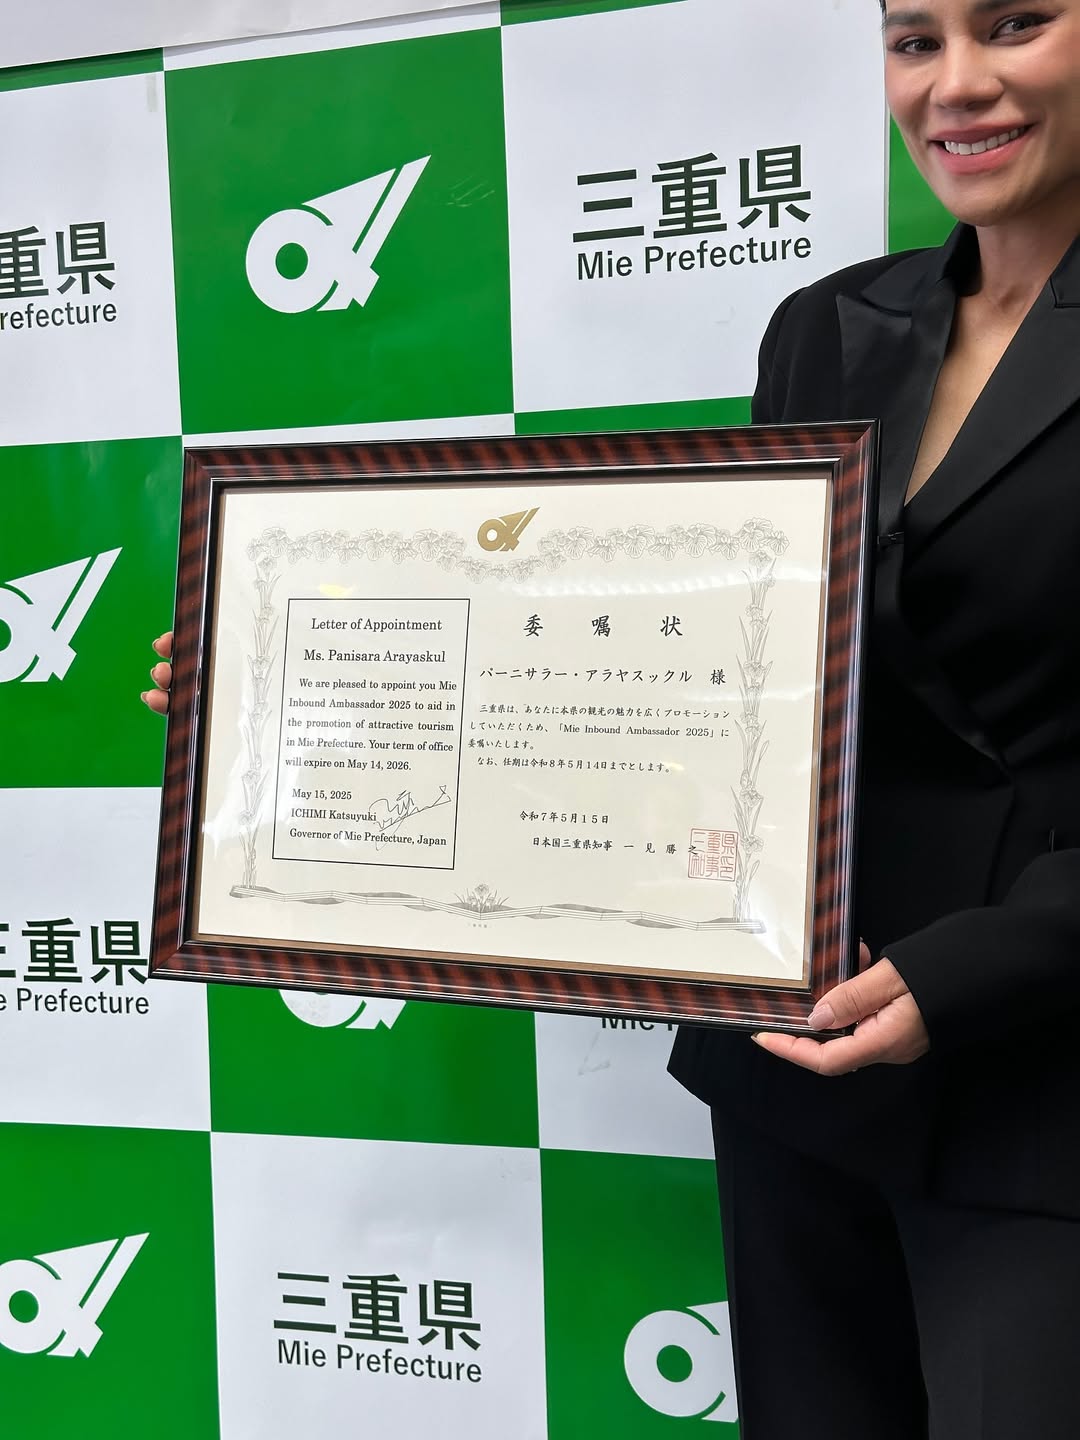 三重県
Mie Prefecture
重県
refecture
Letter of Appointment
Ms. Panisara Arayaskul
We are pleased to appoint you Mie
Inbound Ambassador 2025 to aid in
the promotion of attractive tourism
in Mie Prefecture. Your term of office
will expire on May 14, 2026.
May 15, 2025
ICHIMI Katsuyuki
Governor of Mie Prefecture, Japan
委嘱状
パーニサラー・アラヤスックル 様
三重県は、あなたに本県の観光の魅力を広くプロモーション
していただくため、「Mie Inbound Ambassador 2025」に
委嘱いたします。
なお、任期は令和8年5月14日までとします。
令和7年5月15日
日本国三重県知事 一見勝之
三重県
e Prefecture
Mie P
三重県
Mie Prefecture